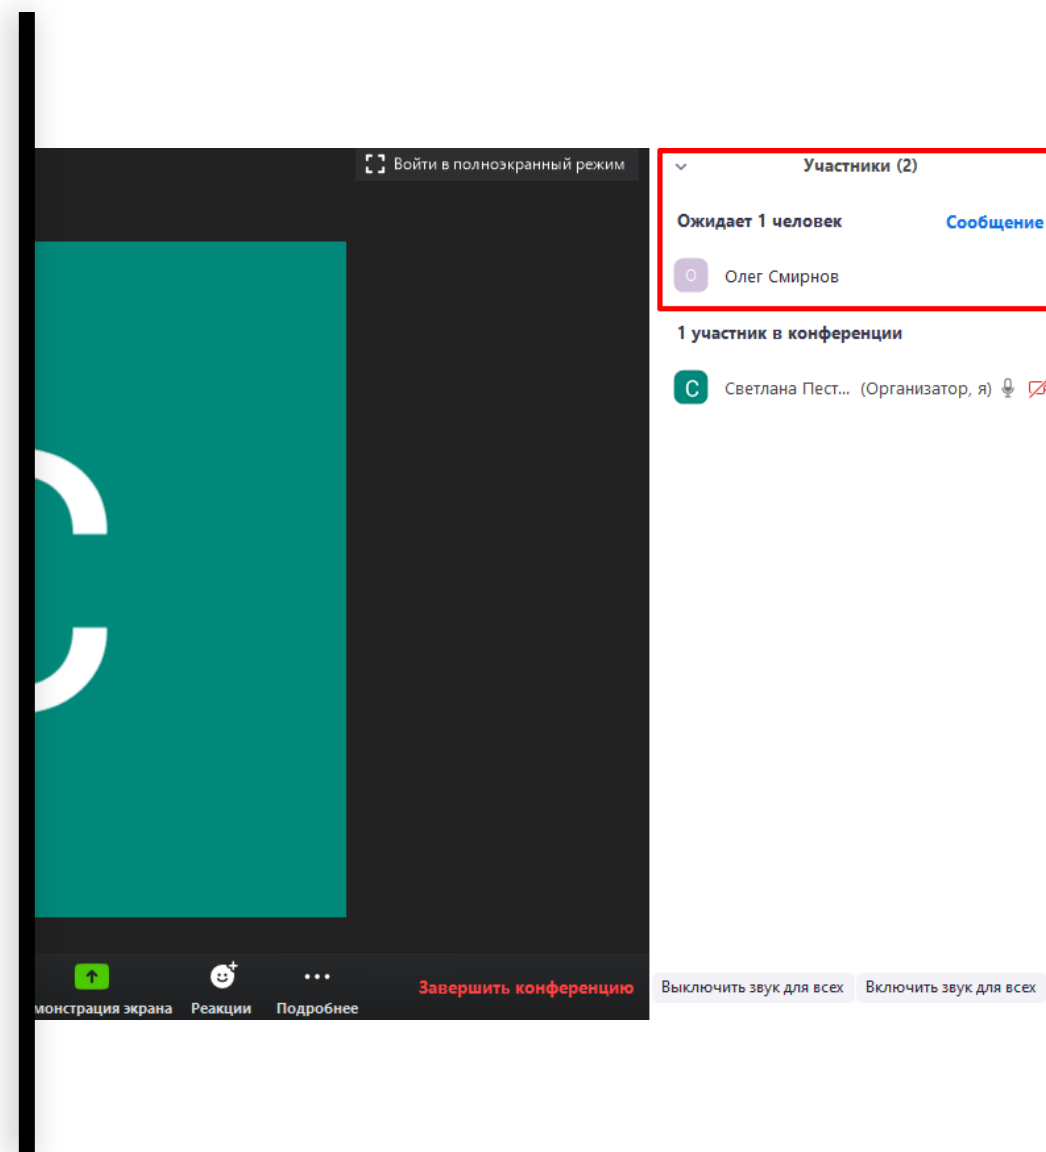 Войти в полноэкранный режим
Участники (2)
Ожидает 1 человек Сообщение
О Олег Смирнов
1 участник в конференции
С Светлана Пест... (Организатор, я)
С
монстрация экрана Реакции Подробнее
Завершить конференцию
Выключить звук для всех Включить звук для всех